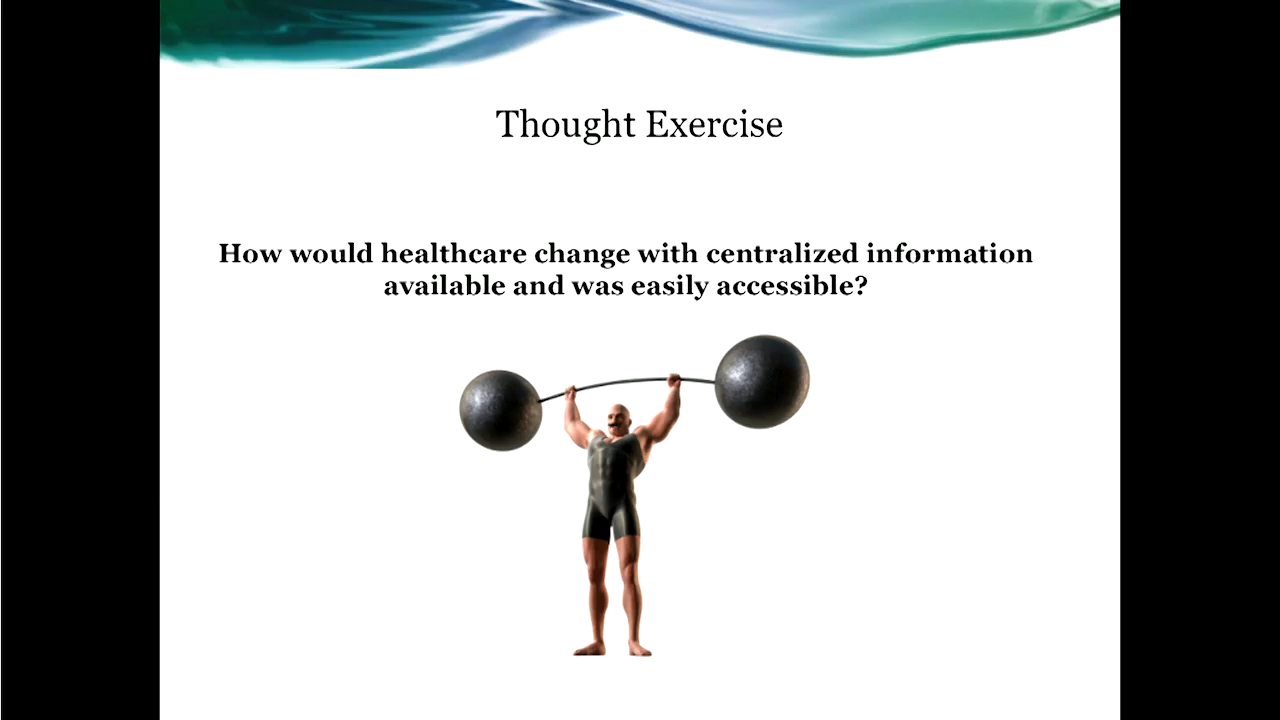 Thought Exercise
How would healthcare change with centralized information
available and was easily accessible?